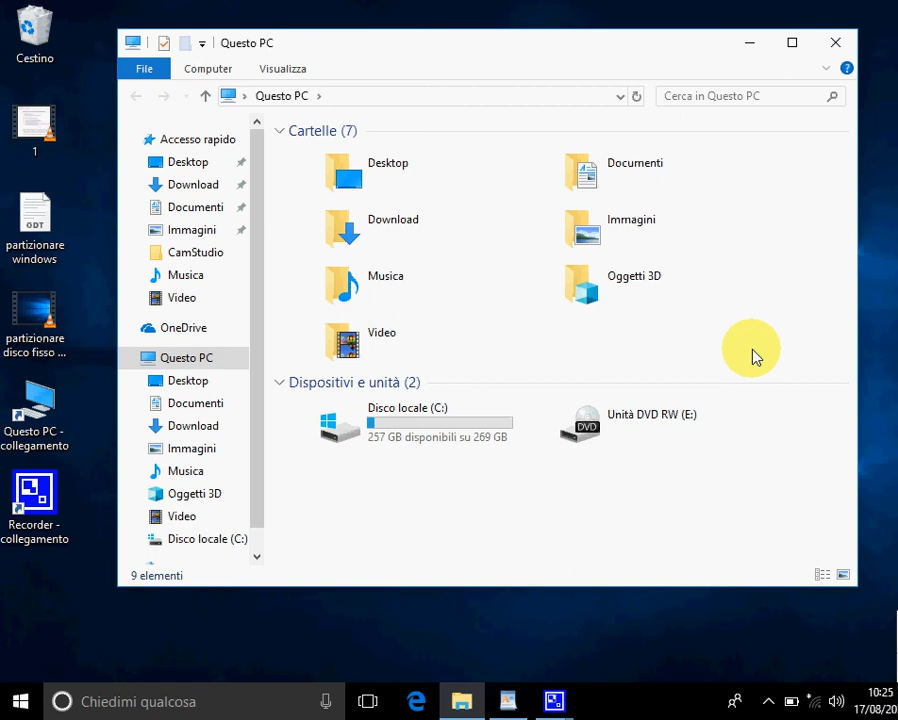 Cestino
1
ODT
partizionare
windows
partizionare
disco fisso ...
Questo PC -
collegamento
Recorder -
collegamento
Questo PC
File
Computer
Visualizza
Questo PC
Cerca in Questo PC
Accesso rapido
Desktop
Download
Documenti
Immagini
CamStudio
Musica
Video
OneDrive
Questo PC
Desktop
Documenti
Download
Immagini
Musica
Oggetti 3D
Video
Disco locale (C:)
Cartelle (7)
Desktop
Documenti
Download
Immagini
Musica
Oggetti 3D
Video
Dispositivi e unità (2)
Disco locale (C:)
257 GB disponibili su 269 GB
DVD
Unità DVD RW (E:)
9 elementi
Chiedimi qualcosa
10:25
17/08/20